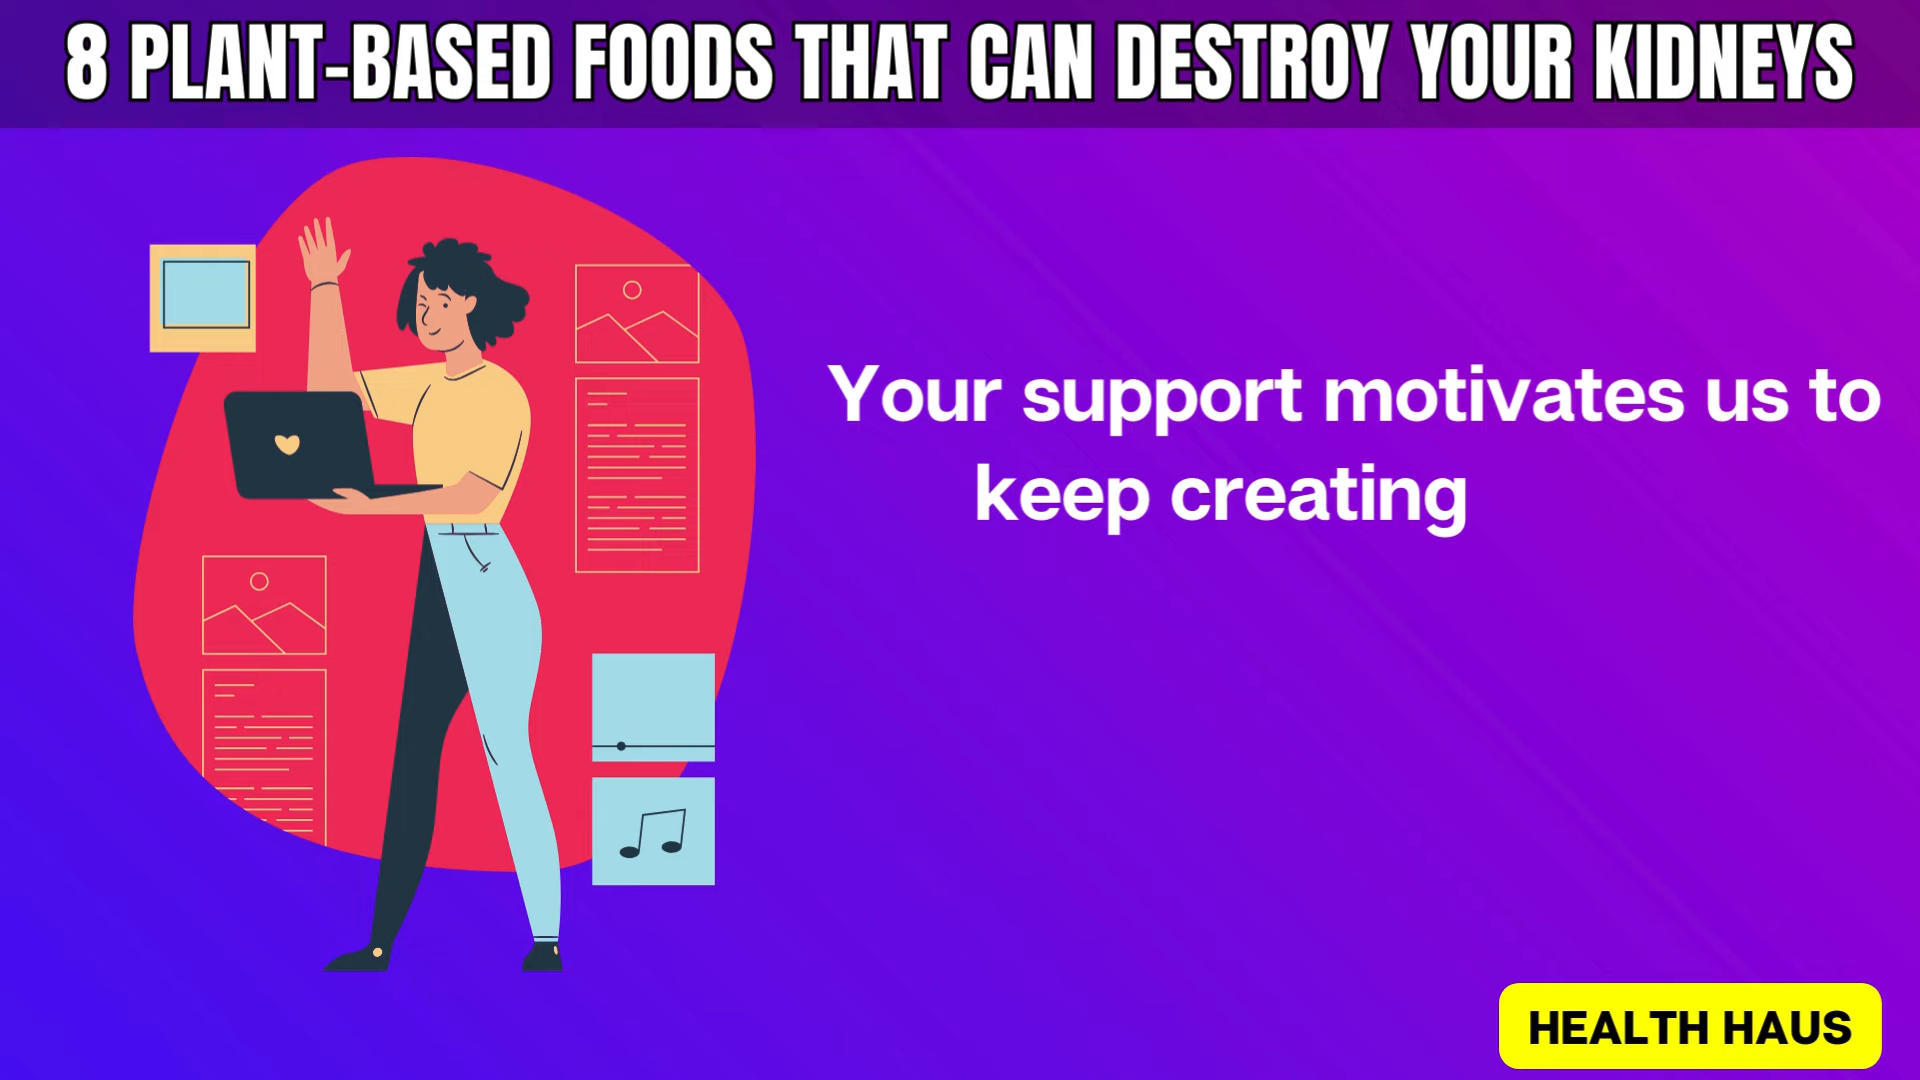 8 PLANT-BASED FOODS THAT CAN DESTROY YOUR KIDNEYS
Your support motivates us to
keep creating
HEALTH HAUS